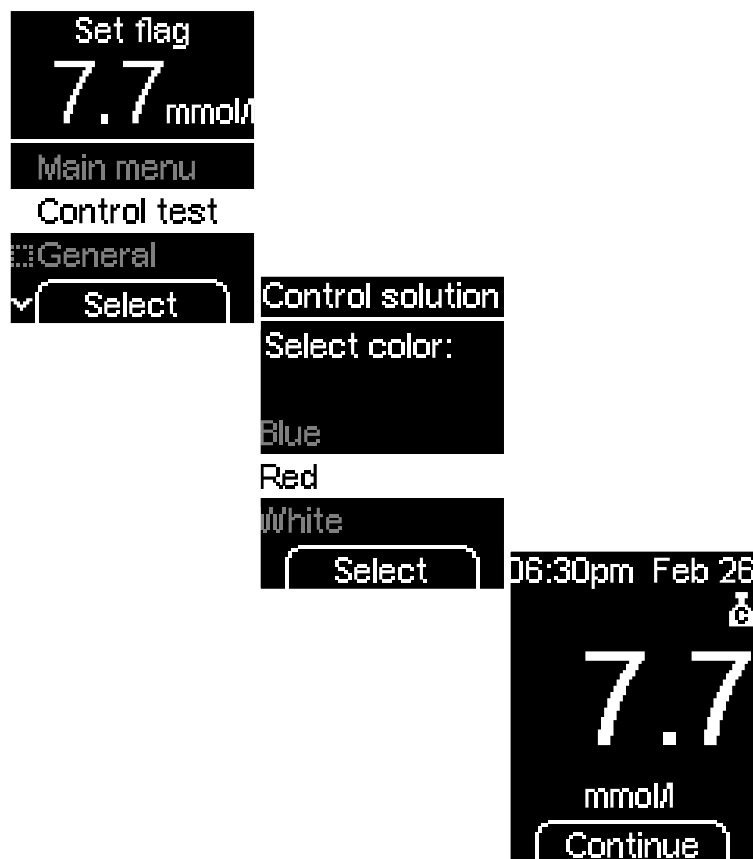 Set flag
7.7 mmol/l
Main menu
Control test
General
Select
Control solution
Select color:
Blue
Red
White
Select
06:30pm Feb 26
C
7.7
mmol/l
Continue